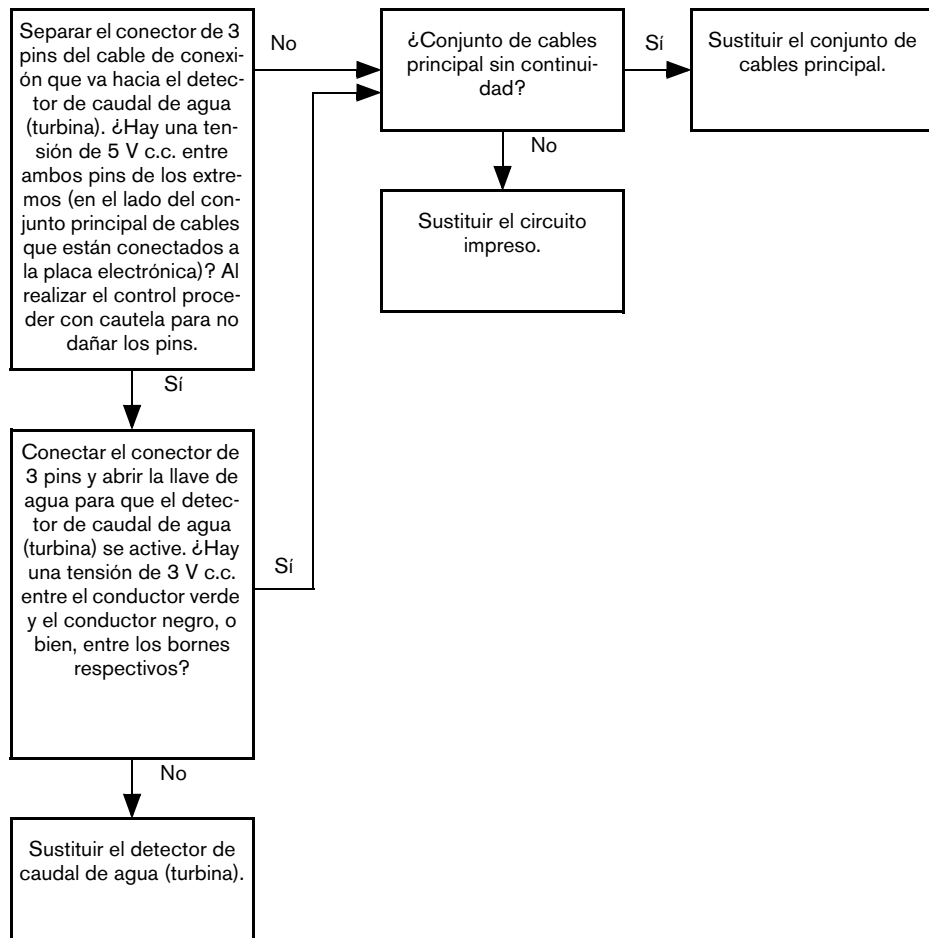 Separar el conector de 3
pins del cable de conexi-
ón que va hacia el detec-
tor de caudal de agua
(turbina). ¿Hay una ten-
sión de 5 V c.c. entre
ambos pins de los extre-
mos (en el lado del con-
junto principal de cables
que están conectados a
la placa electrónica)? Al
realizar el control proce-
der con cautela para no
dañar los pins.
No
¿Conjunto de cables
principal sin continui-
dad?
Sí
Sustituir el conjunto de
cables principal.
No
Sustituir el circuito
impreso.
Sí
Conectar el conector de
3 pins y abrir la llave de
agua para que el detec-
tor de caudal de agua
(turbina) se active. ¿Hay
una tensión de 3 V c.c.
entre el conductor verde
y el conductor negro, o
bien, entre los bornes
respectivos?
Sí
No
Sustituir el detector de
caudal de agua (turbina).